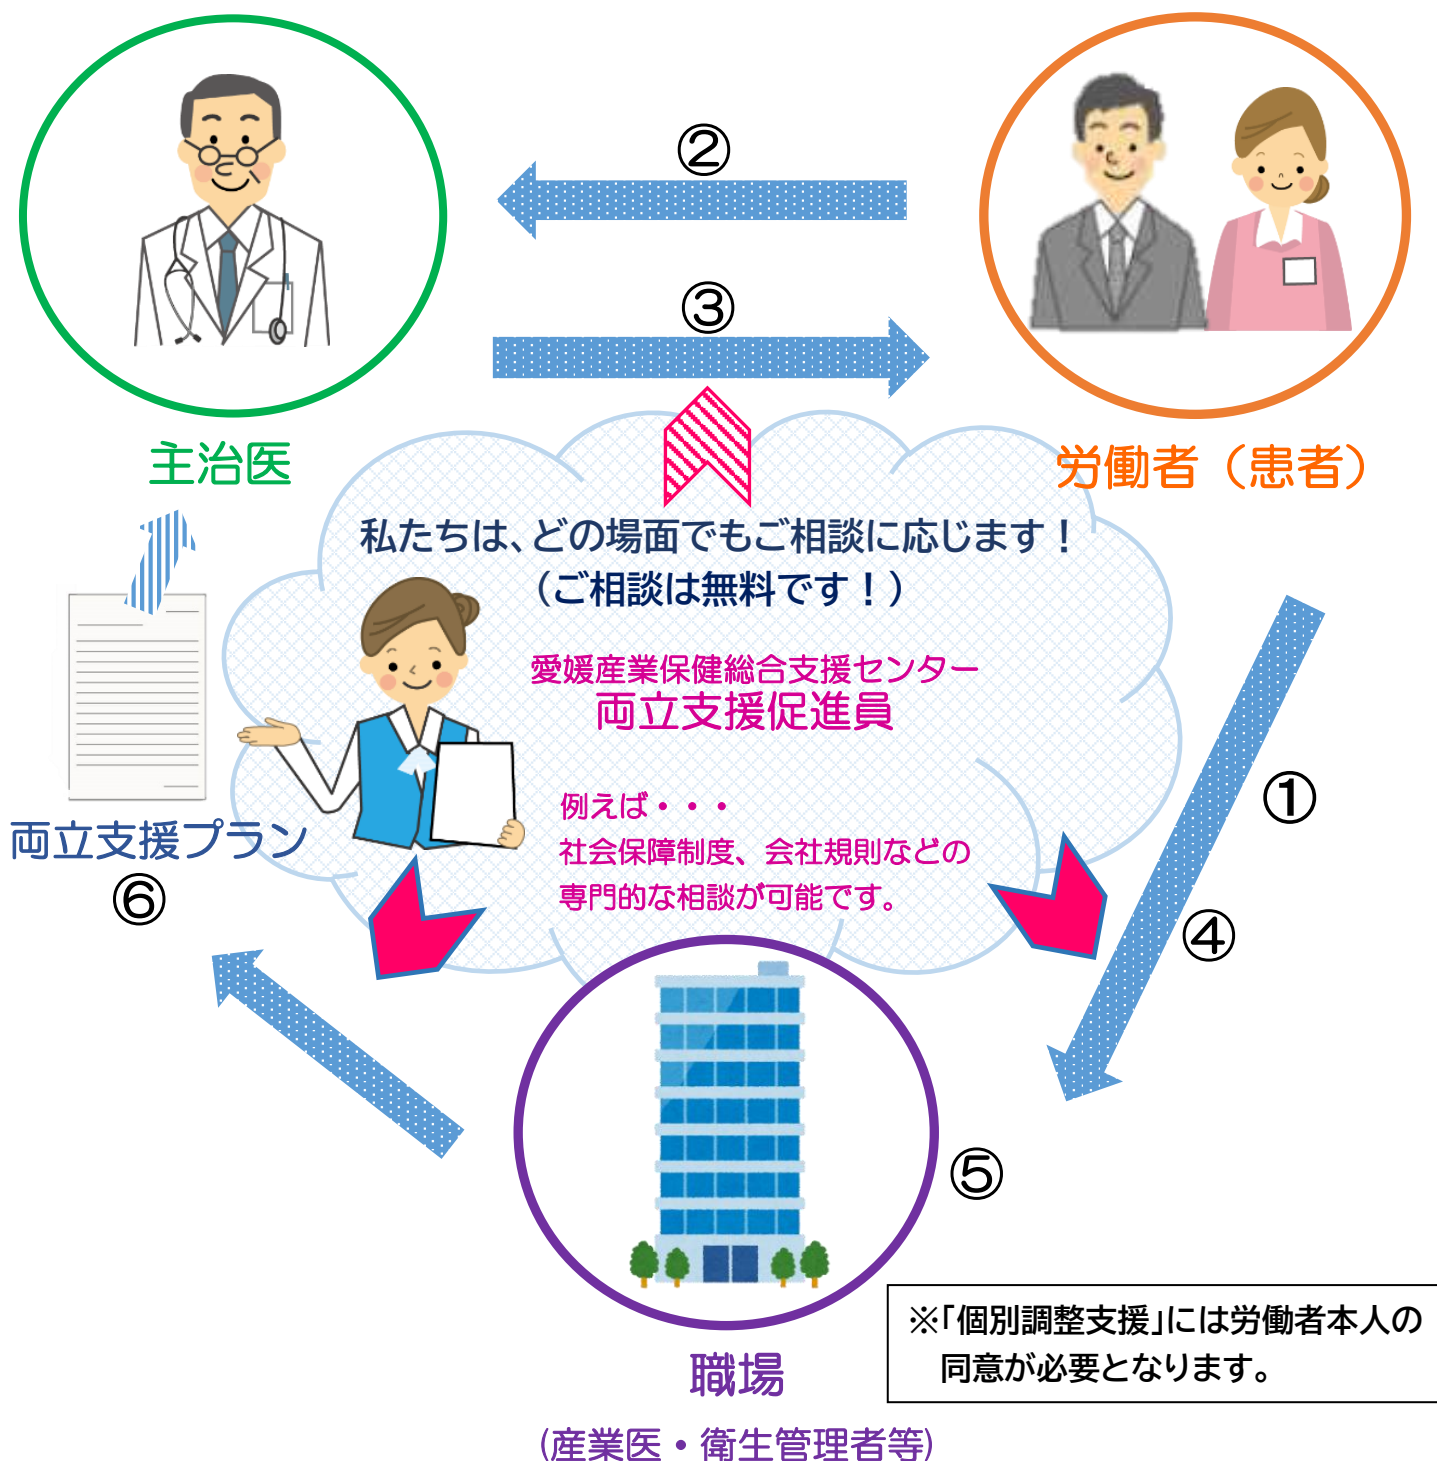 ②
③
主治医
労働者（患者）
私たちは、どの場面でもご相談に応じます！
（ご相談は無料です！）
愛媛産業保健総合支援センター
両立支援促進員
例えば・・・
社会保障制度、会社規則などの
専門的な相談が可能です。
両立支援プラン
⑥
①
④
⑤
※「個別調整支援」には労働者本人の
同意が必要となります。
職場
(産業医・衛生管理者等)